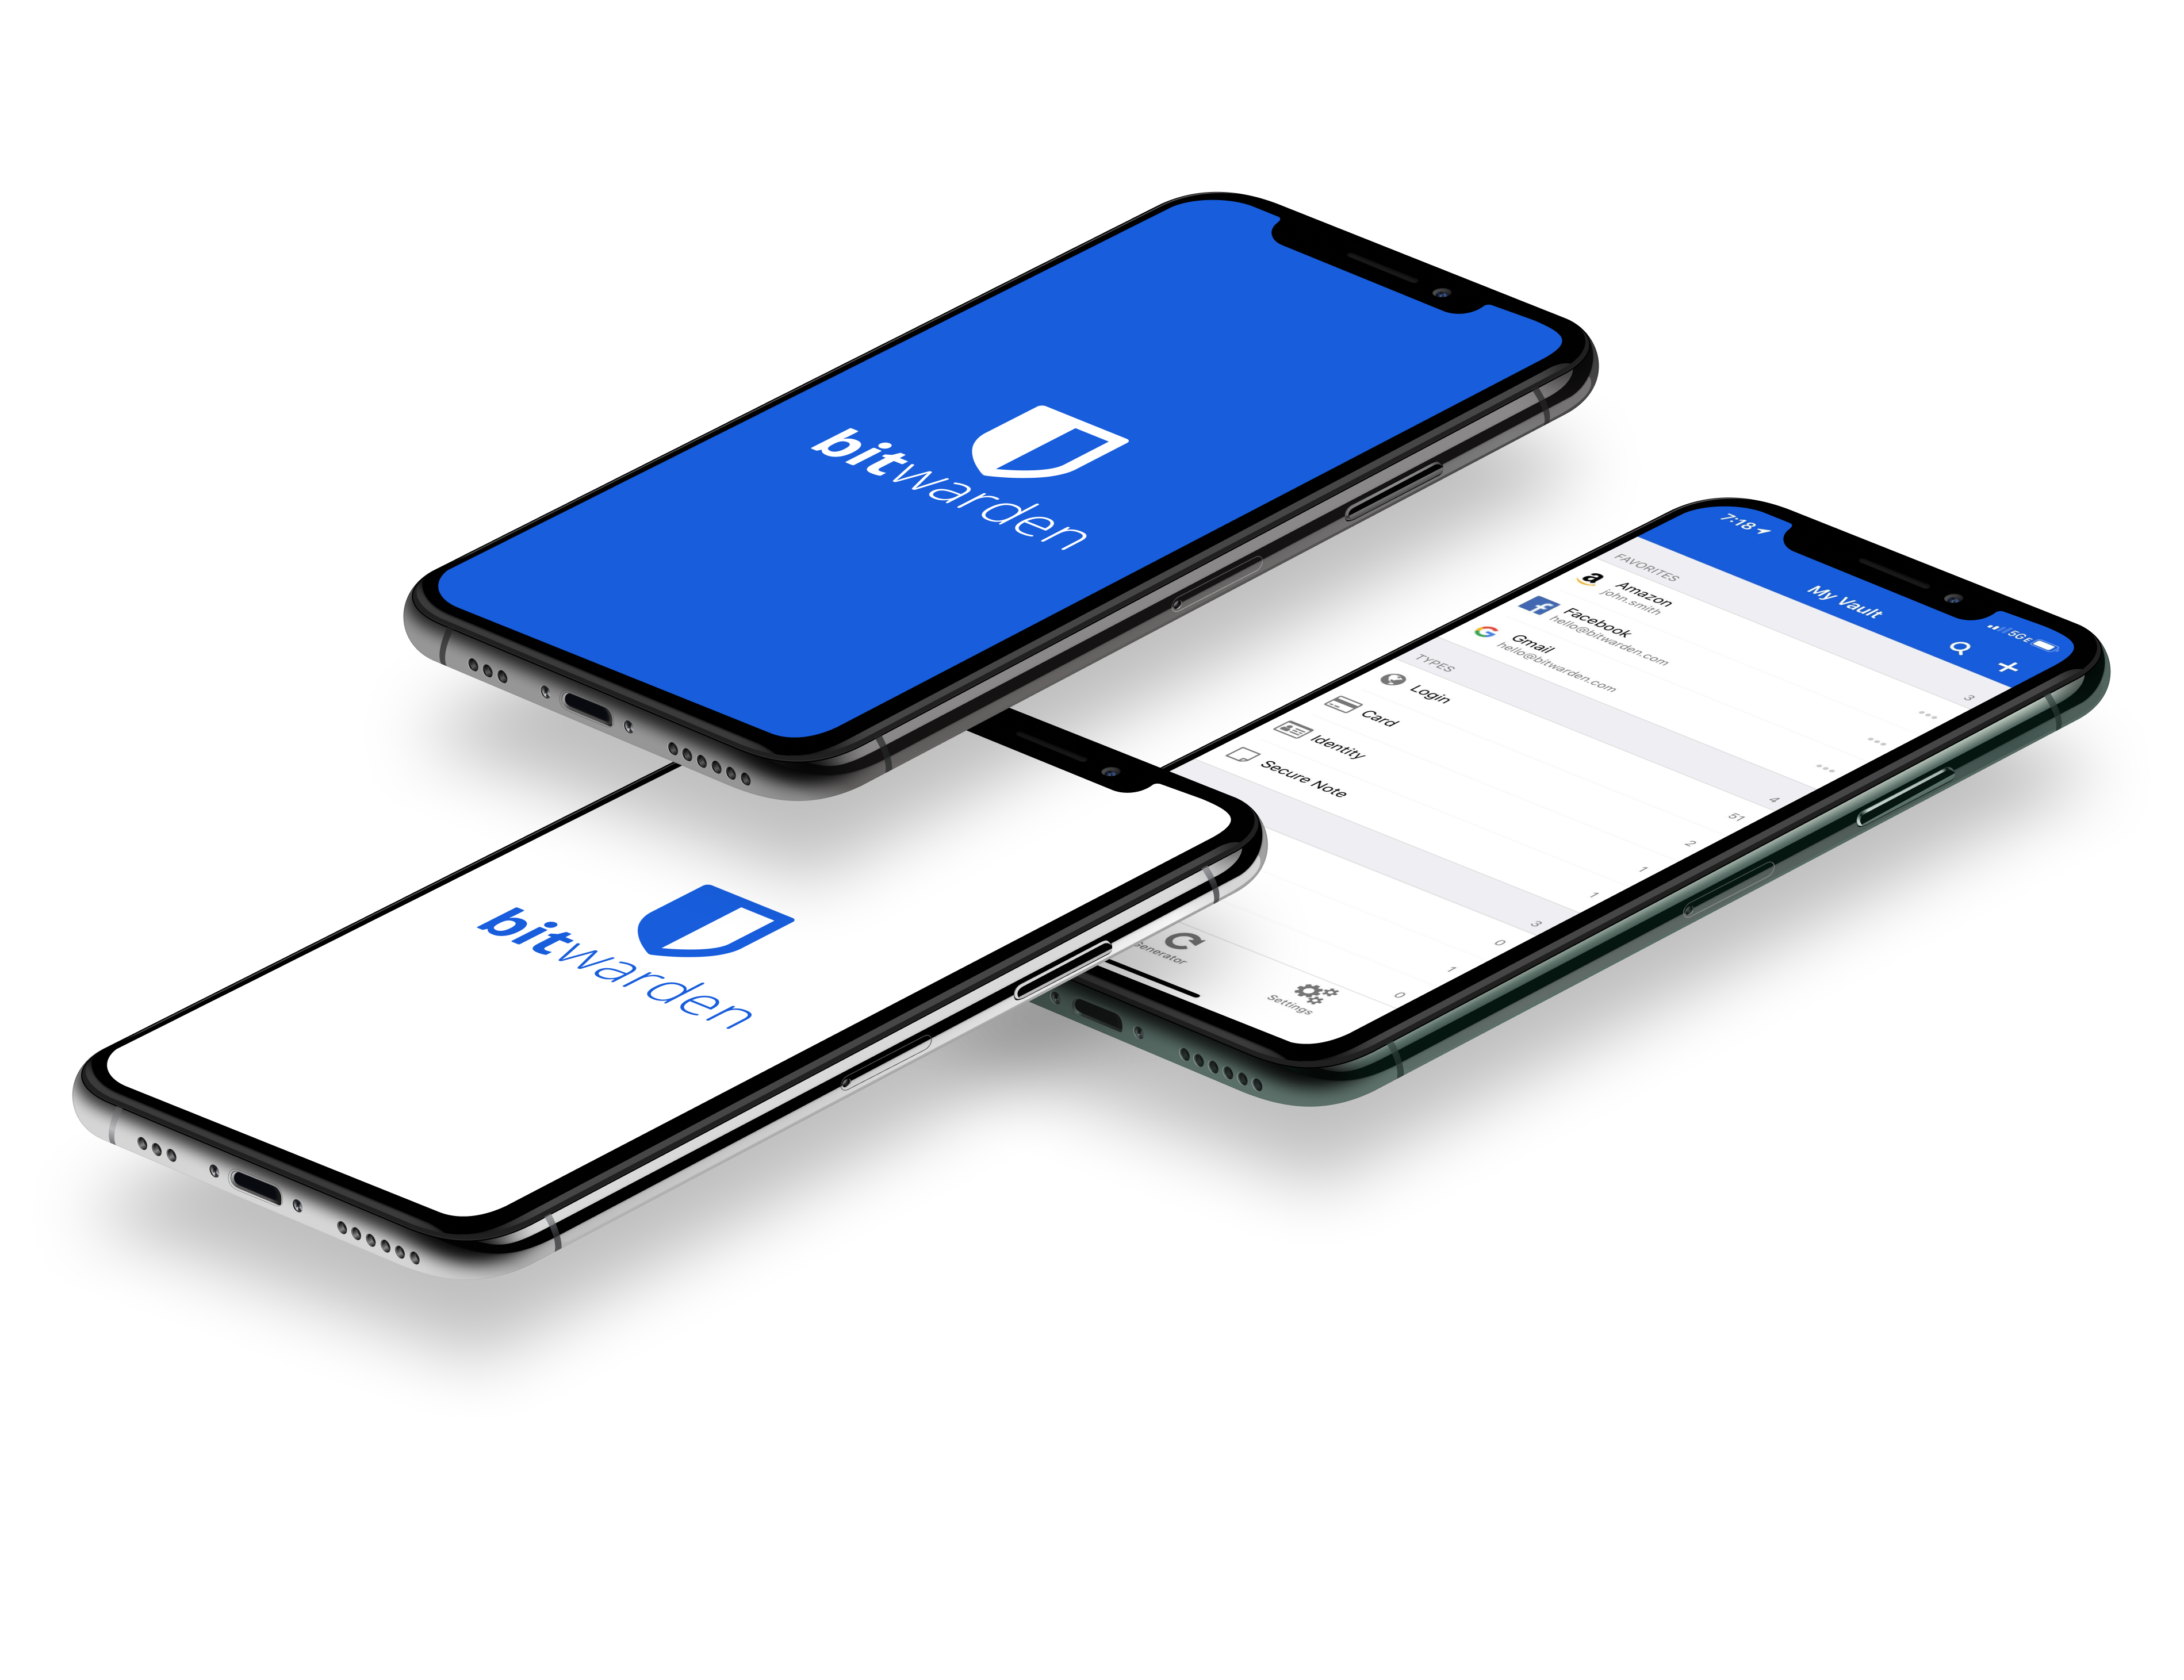 bitwarden
bitwarden
7:18
5GE
My Vault
FAVORITES
3
Amazon
john.smith
Facebook
hello@bitwarden.com
Gmail
hello@bitwarden.com
TYPES
4
Login
51
Card
2
Identity
1
Secure Note
1
3
0
1
0
Generator
Settings